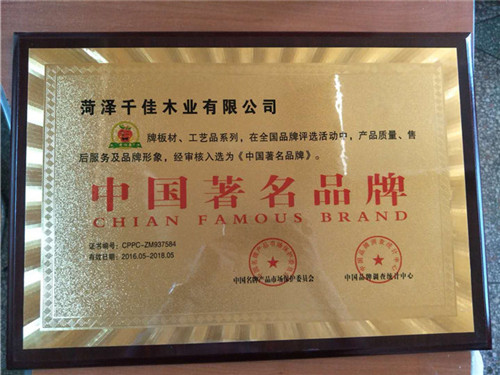 菏泽千佳木业有限公司
牌板材、工艺品系列，在全国品牌评选活动中，产品质量、售
后服务及品牌形象，经审核入选为《中国著名品牌》。
中国著名品牌
CHIAN FAMOUS BRAND
证书编号：CPPC-ZM937584
有效日期：2016.05-2018.05
中国名牌产品市场保护委员会
中国品牌调查统计中心